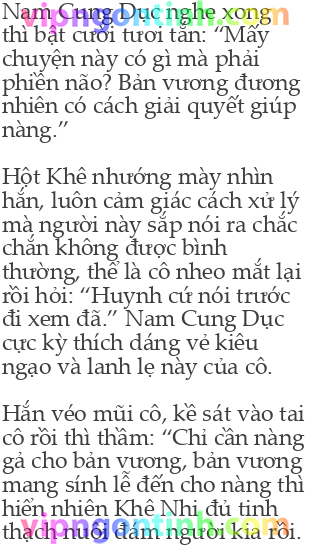 vipngontinh.com
Nam Cung Dục nghe xong
thì bật cười tươi tắn: “Mấy
chuyện này có gì mà phải
phiền não? Bản vương đương
nhiên có cách giải quyết giúp
nàng.”
Hột Khê nhướng mày nhìn
hắn, luôn cảm giác cách xử lý
mà người này sắp nói ra chắc
chắn không được bình
thường, thế là cô nheo mắt lại
rồi hỏi: “Huynh cứ nói trước
đi xem đã.” Nam Cung Dục
cực kỳ thích dáng vẻ kiêu
ngạo và lanh lẹ này của cô.
Hắn véo mũi cô, kề sát vào tai
cô rồi thì thầm: “Chỉ cần nàng
gả cho bản vương, bản vương
mang sính lễ đến cho nàng thì
hiển nhiên Khê Nhi đủ tinh
thạch nuôi đám người kia rồi.
vipngontinh.com